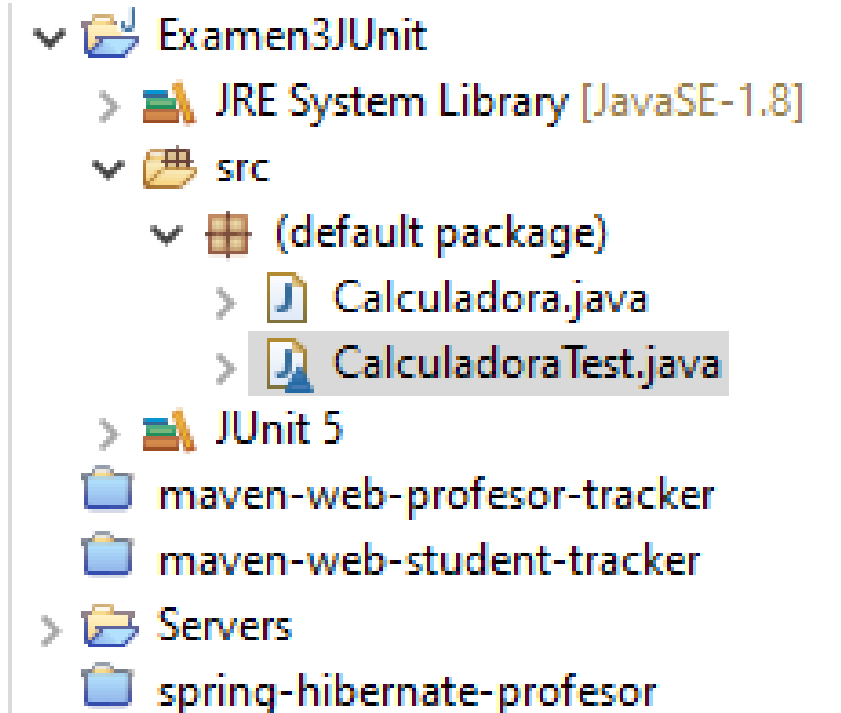 Examen3JUnit
JRE System Library [JavaSE-1.8]
src
(default package)
Calculadora.java
CalculadoraTest.java
JUnit 5
maven-web-profesor-tracker
maven-web-student-tracker
Servers
spring-hibernate-profesor